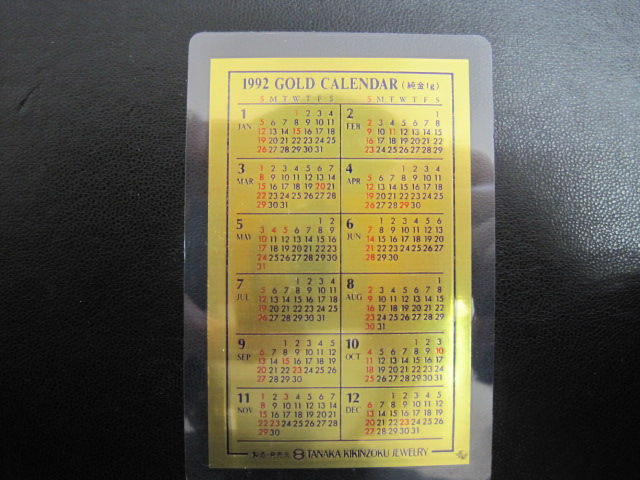 1992 GOLD CALENDAR (純金1g)
S M T W T F S S M T W T F S
1 JAN
1 2 3 4
5 6 7 8 9 10 11
12 13 14 15 16 17 18
19 20 21 22 23 24 25
26 27 28 29 30 31
2 FEB
1
2 3 4 5 6 7 8
9 10 11 12 13 14 15
16 17 18 19 20 21 22
23 24 25 26 27 28 29
3 MAR
1 2 3 4 5 6 7
8 9 10 11 12 13 14
15 16 17 18 19 20 21
22 23 24 25 26 27 28
29 30 31
4 APR
1 2 3 4
5 6 7 8 9 10 11
12 13 14 15 16 17 18
19 20 21 22 23 24 25
26 27 28 29 30
5 MAY
1 2
3 4 5 6 7 8 9
10 11 12 13 14 15 16
17 18 19 20 21 22 23
24 25 26 27 28 29 30
31
6 JUN
1 2 3 4 5 6
7 8 9 10 11 12 13
14 15 16 17 18 19 20
21 22 23 24 25 26 27
28 29 30
7 JUL
1 2 3 4
5 6 7 8 9 10 11
12 13 14 15 16 17 18
19 20 21 22 23 24 25
26 27 28 29 30 31
8 AUG
1
2 3 4 5 6 7 8
9 10 11 12 13 14 15
16 17 18 19 20 21 22
23 24 25 26 27 28 29
30 31
9 SEP
1 2 3 4 5
6 7 8 9 10 11 12
13 14 15 16 17 18 19
20 21 22 23 24 25 26
27 28 29 30
10 OCT
1 2 3
4 5 6 7 8 9 10
11 12 13 14 15 16 17
18 19 20 21 22 23 24
25 26 27 28 29 30 31
11 NOV
1 2 3 4 5 6 7
8 9 10 11 12 13 14
15 16 17 18 19 20 21
22 23 24 25 26 27 28
29 30
12 DEC
1 2 3 4 5
6 7 8 9 10 11 12
13 14 15 16 17 18 19
20 21 22 23 24 25 26
27 28 29 30 31
TANAKA KIKINZOKU JEWELRY